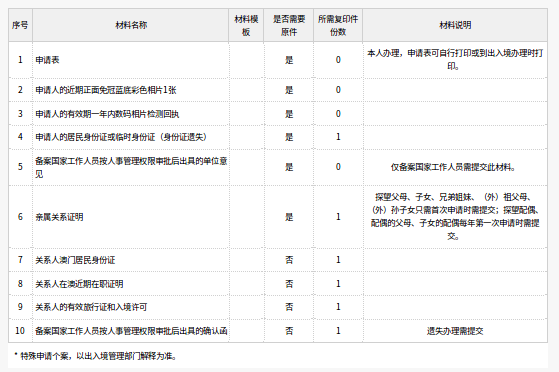 序号 材料名称 材料模板 是否需要原件 所需复印件份数 材料说明
1 申请表 是 0 本人办理，申请表可自行打印或到出入境办理时打印。
2 申请人的近期正面免冠蓝底彩色相片1张 是 0
3 申请人的有效期一年内数码相片检测回执 是 0
4 申请人的居民身份证或临时身份证（身份证遗失） 是 1
5 备案国家工作人员按人事管理权限审批后出具的单位意见 是 0 仅备案国家工作人员需提交此材料。
6 亲属关系证明 是 1 探望父母、子女、兄弟姐妹、（外）祖父母、（外）孙子女只需首次申请时需提交；探望配偶、配偶的父母、子女的配偶每年第一次申请时需提交。
7 关系人澳门居民身份证 否 1
8 关系人在澳近期在职证明 否 1
9 关系人的有效旅行证和入境许可 否 1
10 备案国家工作人员按人事管理权限审批后出具的确认函 否 1 遗失办理需提交
* 特殊申请个案，以出入境管理部门解释为准。